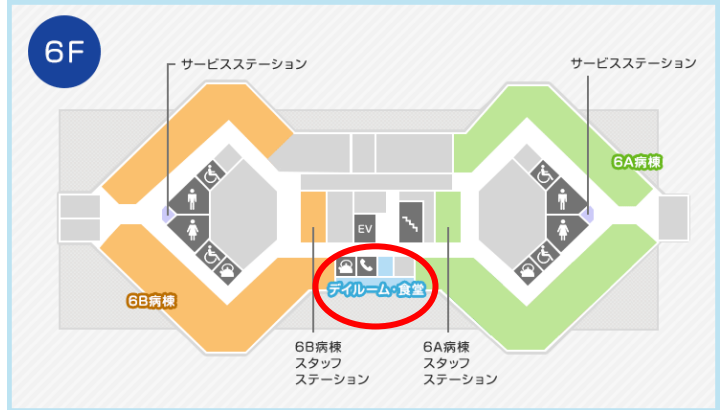 6F
サービスステーション
サービスステーション
6A病棟
EV
デイルーム・食堂
6B病棟
6B病棟
スタッフ
ステーション
6A病棟
スタッフ
ステーション